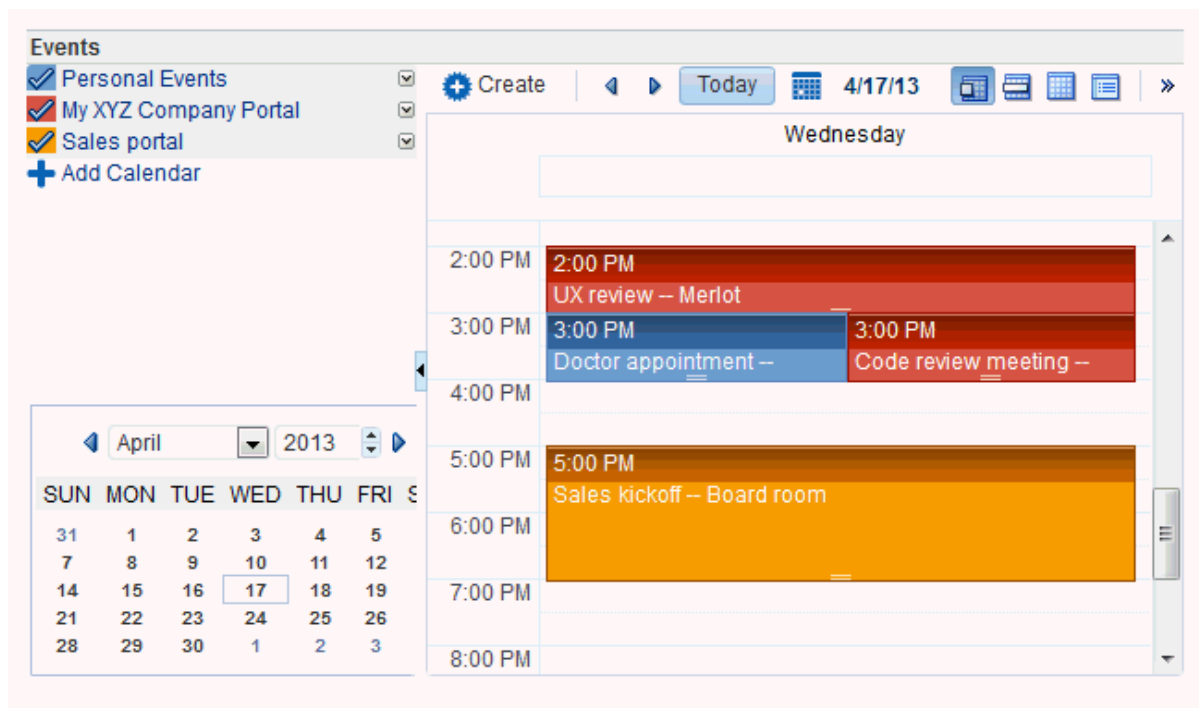 Events
Personal Events
My XYZ Company Portal
Sales portal
Add Calendar
Create Today 4/17/13 »
Wednesday
2:00 PM
2:00 PM
UX review -- Merlot
3:00 PM
3:00 PM
Doctor appointment --
3:00 PM
Code review meeting --
4:00 PM
5:00 PM
5:00 PM
Sales kickoff -- Board room
6:00 PM
7:00 PM
8:00 PM
April 2013
SUN MON TUE WED THU FRI S
31 1 2 3 4 5
7 8 9 10 11 12
14 15 16 17 18 19
21 22 23 24 25 26
28 29 30 1 2 3